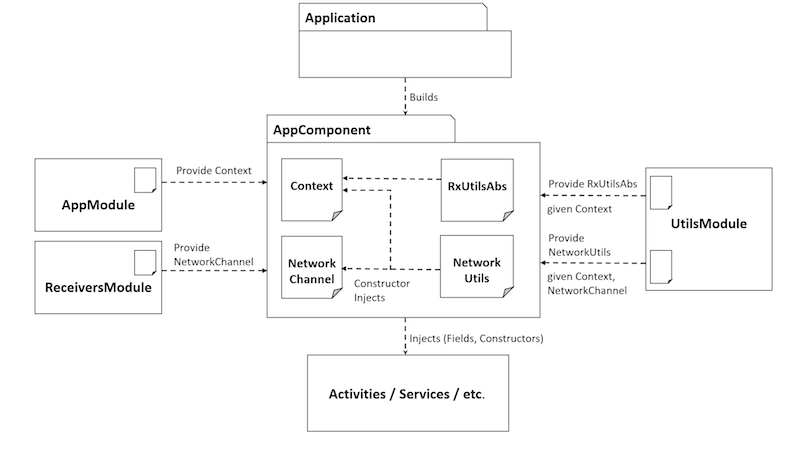 Application
Builds
AppComponent
Provide Context
AppModule
Provide
NetworkChannel
ReceiversModule
Context
RxUtilsAbs
Network
Channel
Network
Utils
Constructor
Injects
Provide RxUtilsAbs
given Context
Provide
NetworkUtils
given Context,
NetworkChannel
UtilsModule
Injects (Fields, Constructors)
Activities / Services / etc.